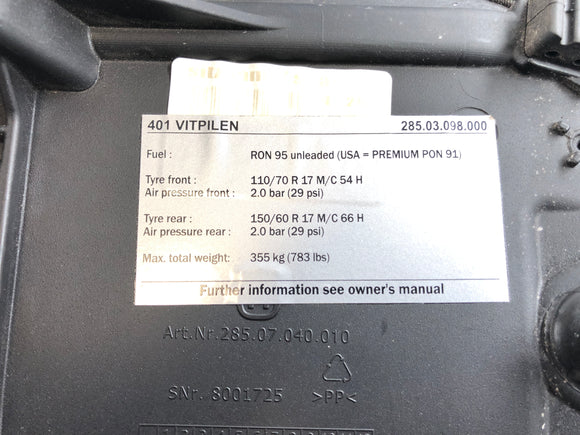 401 VITPILEN 285.03.098.000
Fuel : RON 95 unleaded (USA = PREMIUM PON 91)
Tyre front : 110/70 R 17 M/C 54 H
Air pressure front : 2.0 bar (29 psi)
Tyre rear : 150/60 R 17 M/C 66 H
Air pressure rear : 2.0 bar (29 psi)
Max. total weight: 355 kg (783 lbs)
Further information see owner's manual
Art.Nr.285.07.040.010
SNr. 8001725 >PP<